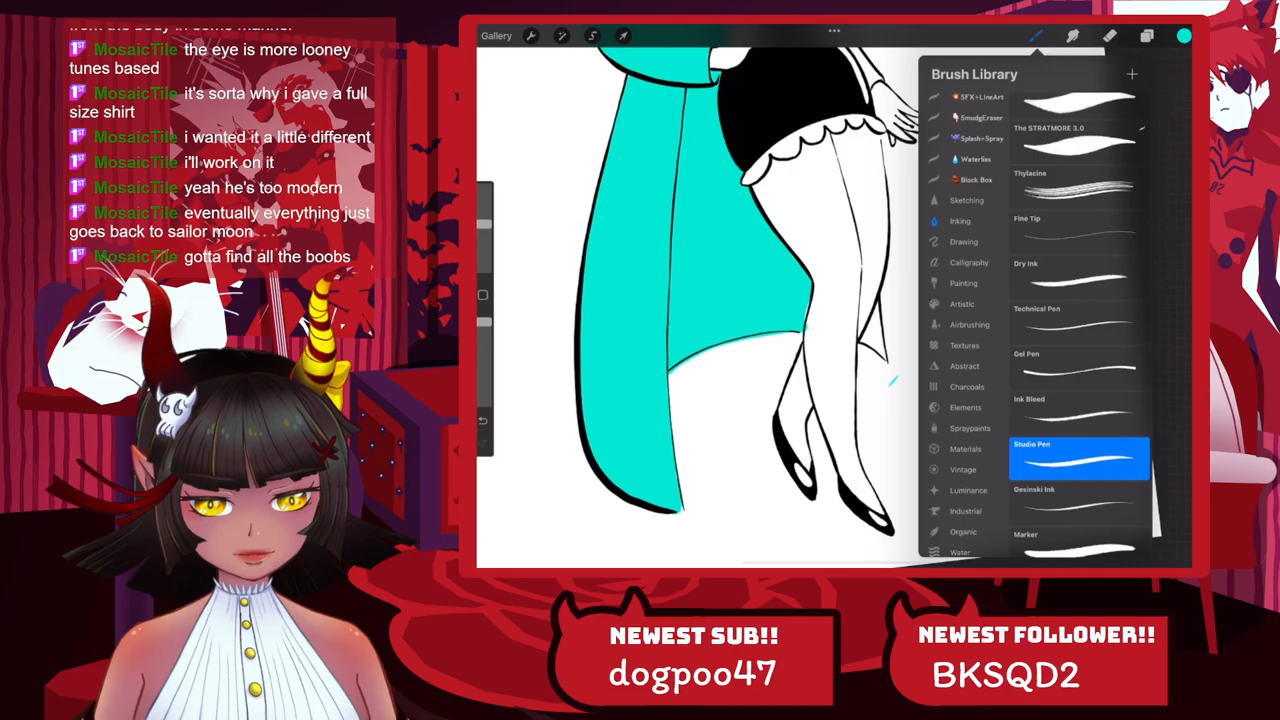 MosaicTile the eye is more looney
tunes based
MosaicTile it's sorta why i gave a full
size shirt
MosaicTile i wanted it a little different
MosaicTile i'll work on it
MosaicTile yeah he's too modern
MosaicTile eventually everything just
goes back to sailor moon
MosaicTile gotta find all the boobs
Gallery
Brush Library
SFX+LineArt
SmudgEraser
Splash+Spray
Waterlies
Block Box
Sketching
Inking
Drawing
Calligraphy
Painting
Artistic
Airbrushing
Textures
Abstract
Charcoals
Elements
Spraypaints
Materials
Vintage
Luminance
Industrial
Organic
Water
The STRATMORE 3.0
Thylacine
Fine Tip
Dry Ink
Technical Pen
Gel Pen
Ink Bleed
Studio Pen
Gesinski Ink
Marker
02
NEWEST SUB!!
dogpoo47
NEWEST FOLLOWER!!
BKSQD2